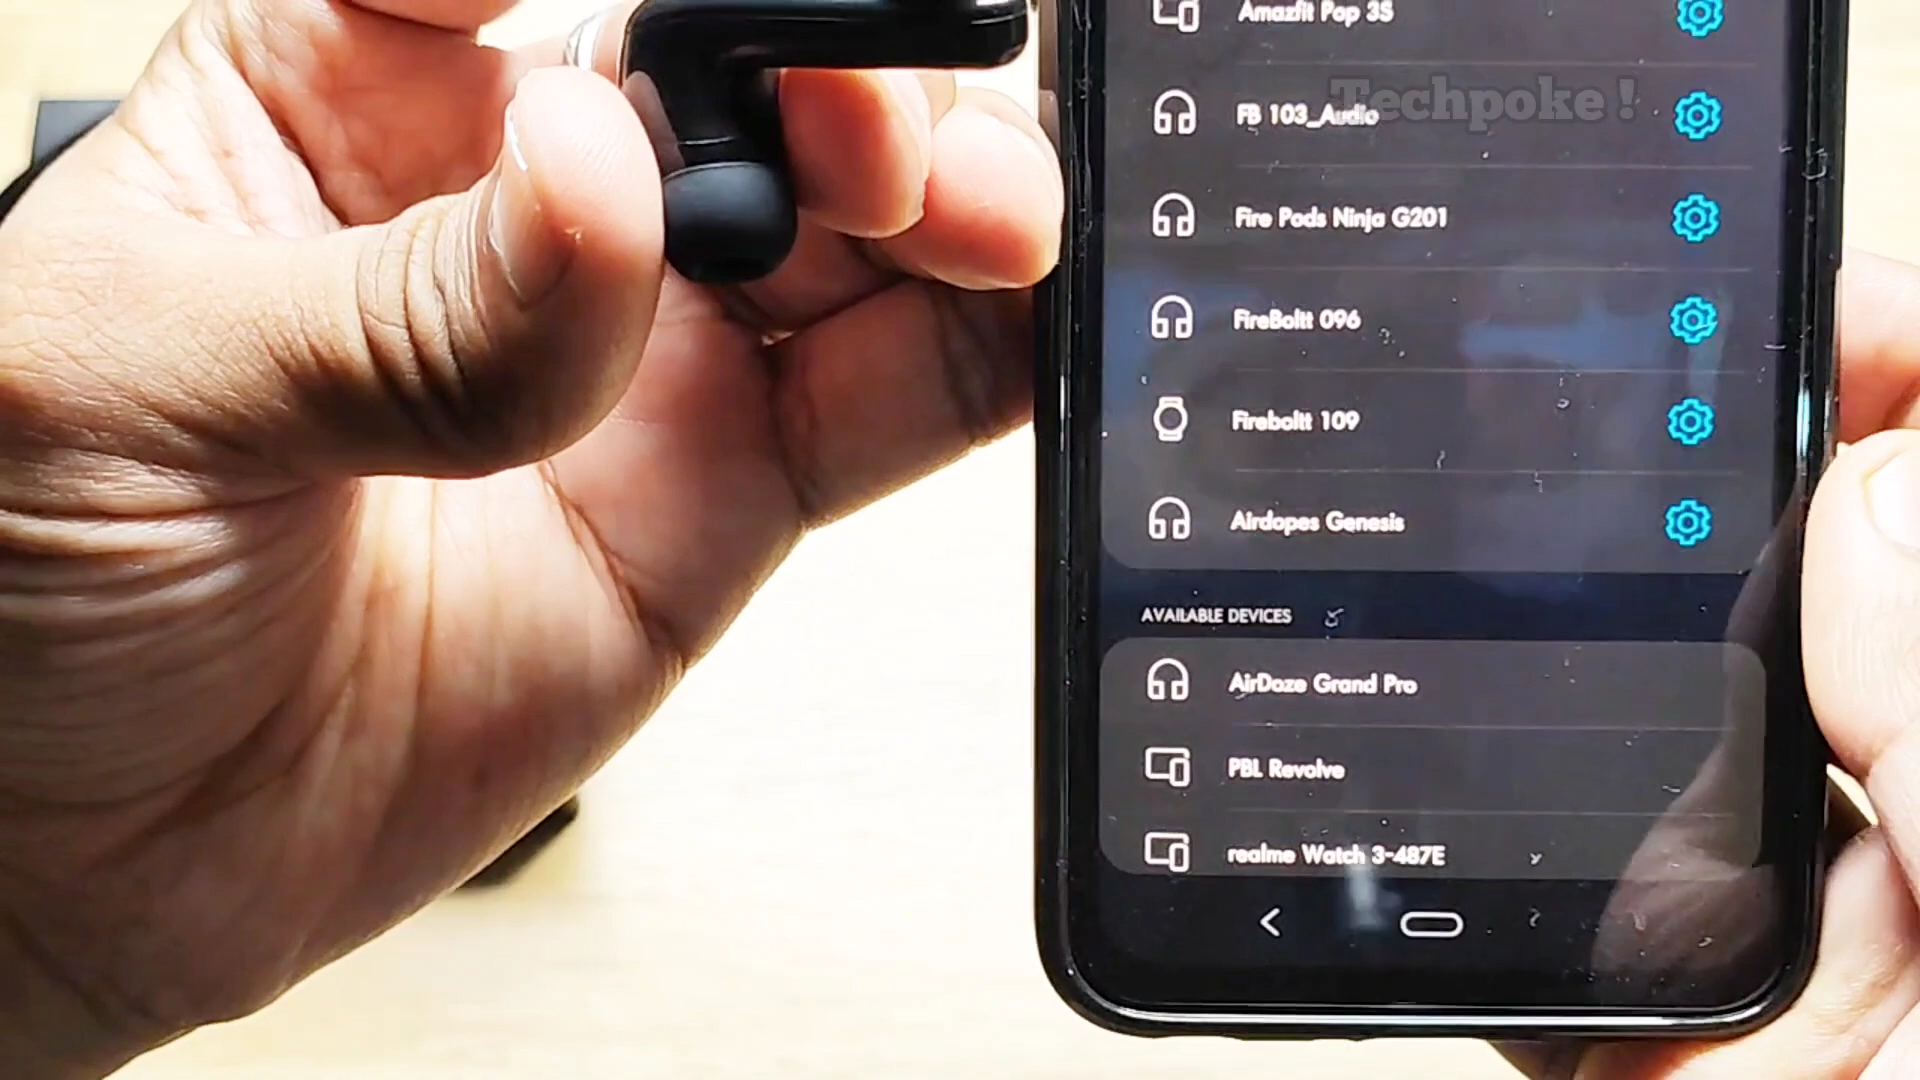 Amazfit Pop 3S
Techpoke !
FB 103_Audio
Fire Pods Ninja G201
FireBoltt 096
Fireboltt 109
Airdopes Genesis
AVAILABLE DEVICES
AirDoze Grand Pro
PBL Revolve
realme Watch 3-487E